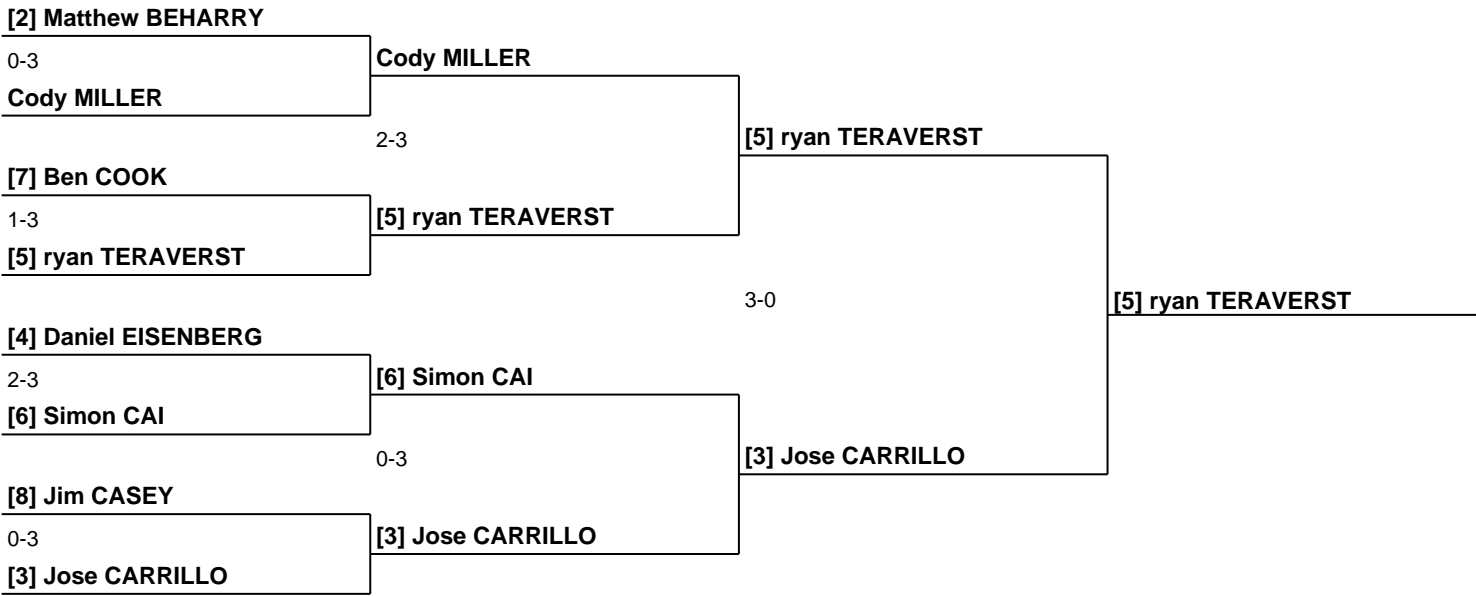 [2] Matthew BEHARRY
0-3
Cody MILLER
Cody MILLER
2-3
[7] Ben COOK
1-3
[5] ryan TERAVERST
[5] ryan TERAVERST
[5] ryan TERAVERST
3-0
[5] ryan TERAVERST
[4] Daniel EISENBERG
2-3
[6] Simon CAI
[6] Simon CAI
0-3
[8] Jim CASEY
0-3
[3] Jose CARRILLO
[3] Jose CARRILLO
[3] Jose CARRILLO